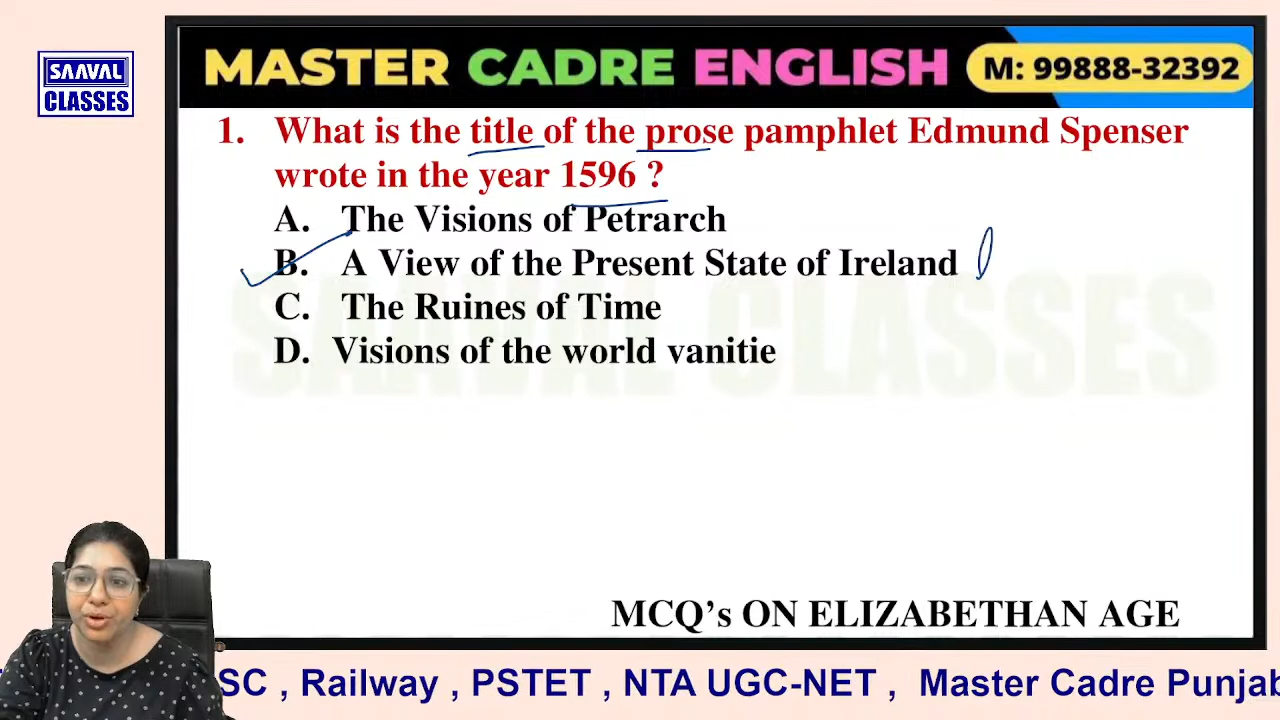 SAAVAL
CLASSES
MASTER CADRE ENGLISH
M: 99888-32392
1. What is the title of the prose pamphlet Edmund Spenser
wrote in the year 1596 ?
A. The Visions of Petrarch
B. A View of the Present State of Ireland
C. The Ruines of Time
D. Visions of the world vanitie
SAAVAL CLASSES
MCQ's ON ELIZABETHAN AGE
SC , Railway , PSTET , NTA UGC-NET , Master Cadre Punjab